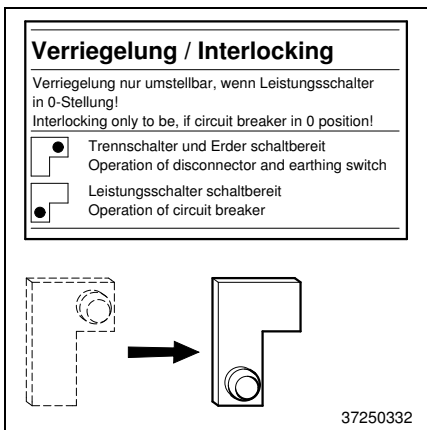 Verriegelung / Interlocking
Verriegelung nur umstellbar, wenn Leistungsschalter
in 0-Stellung!
Interlocking only to be, if circuit breaker in 0 position!
Trennschalter und Erder schaltbereit
Operation of disconnector and earthing switch
Leistungsschalter schaltbereit
Operation of circuit breaker
37250332